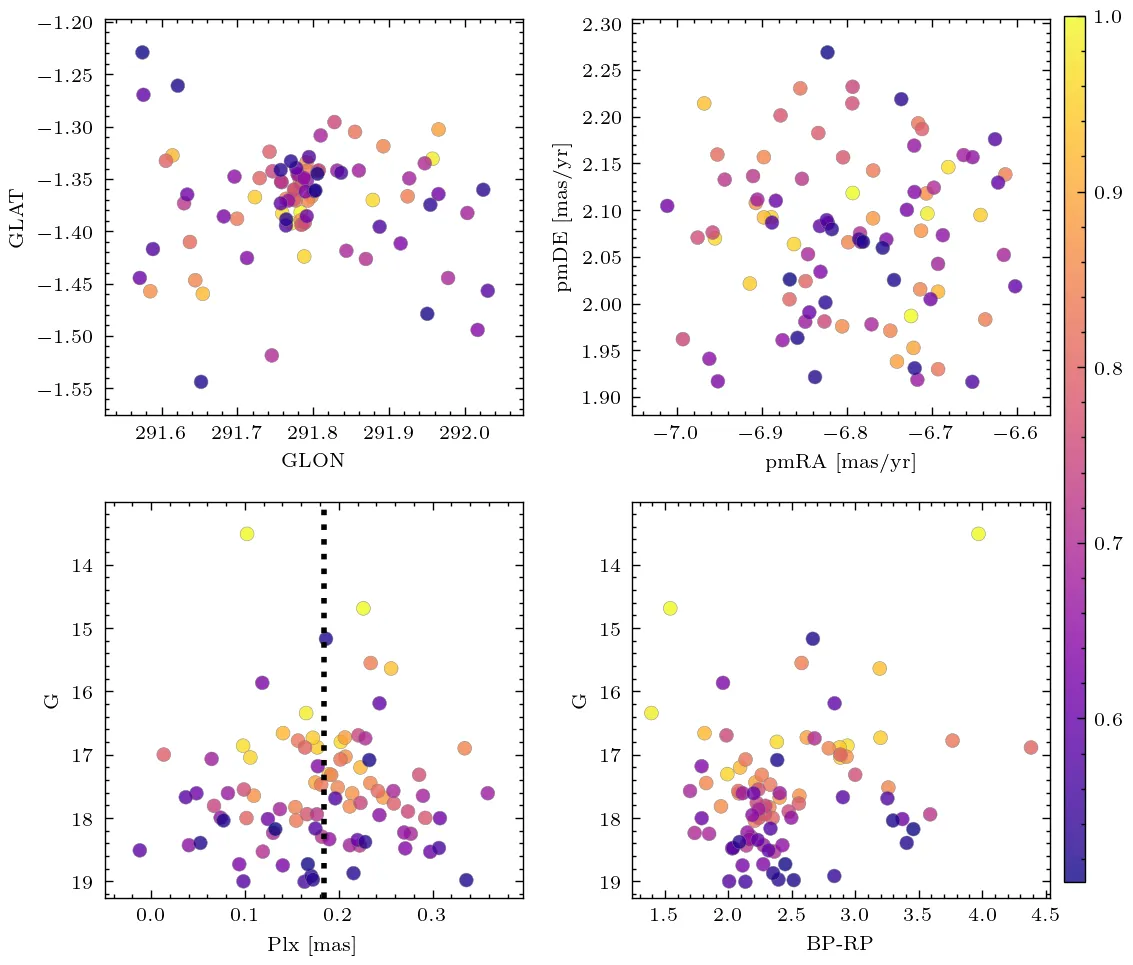 −1.20
−1.25
−1.30
−1.35
−1.40
−1.45
−1.50
−1.55
GLAT
291.6 291.7 291.8 291.9 292.0
GLON
2.30
2.25
2.20
2.15
2.10
2.05
2.00
1.95
1.90
pmDE [mas/yr]
−7.0 −6.9 −6.8 −6.7 −6.6
pmRA [mas/yr]
14
15
16
17
18
19
G
0.0 0.1 0.2 0.3
Plx [mas]
14
15
16
17
18
19
G
1.5 2.0 2.5 3.0 3.5 4.0 4.5
BP-RP
1.0
0.9
0.8
0.7
0.6